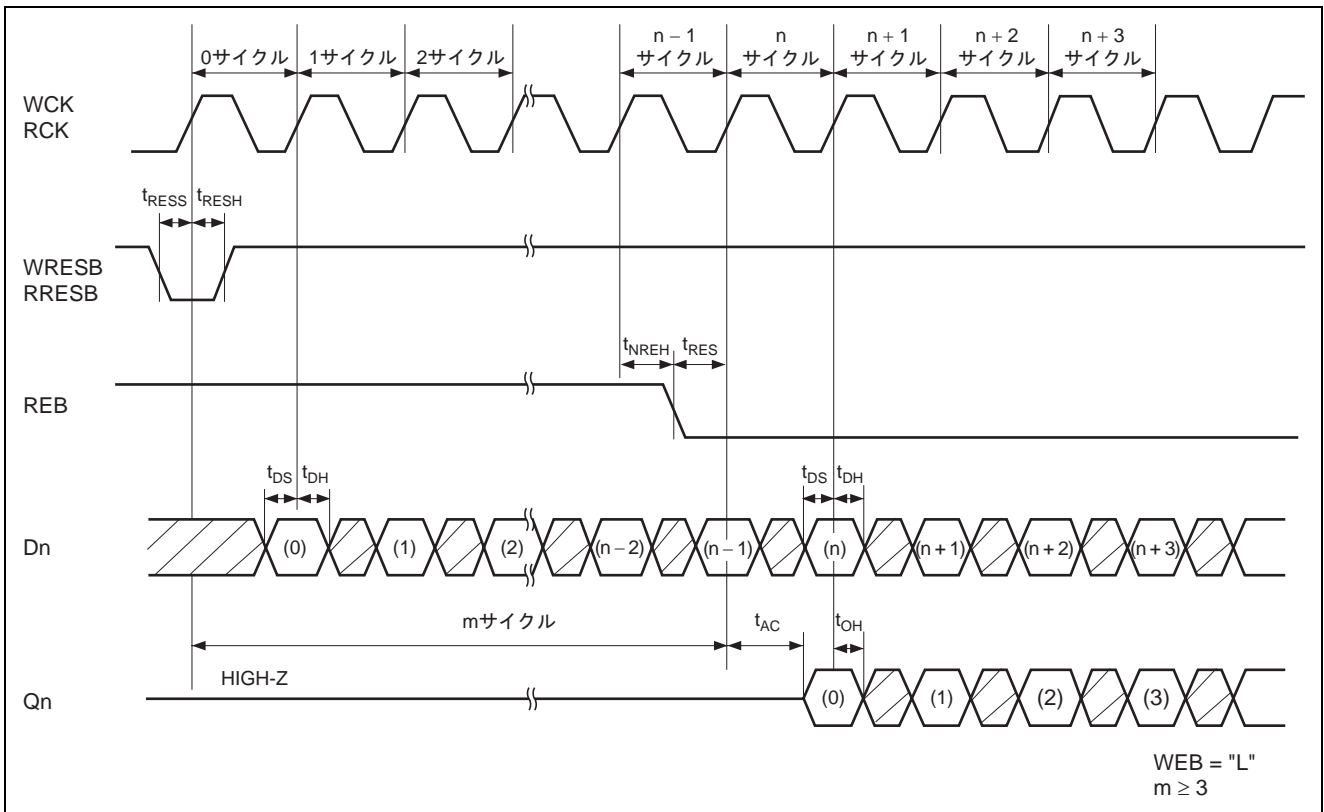 0サイクル 1サイクル 2サイクル n − 1 サイクル n サイクル n + 1 サイクル n + 2 サイクル n + 3 サイクル
WCK
RCK
tRESS tRESH
WRESB
RRESB
tNREH tRES
REB
tDS tDH tDS tDH
Dn (0) (1) (2) (n − 2) (n − 1) (n) (n + 1) (n + 2) (n + 3)
mサイクル tAC tOH
HIGH-Z
Qn (0) (1) (2) (3)
WEB = "L"
m ≥ 3